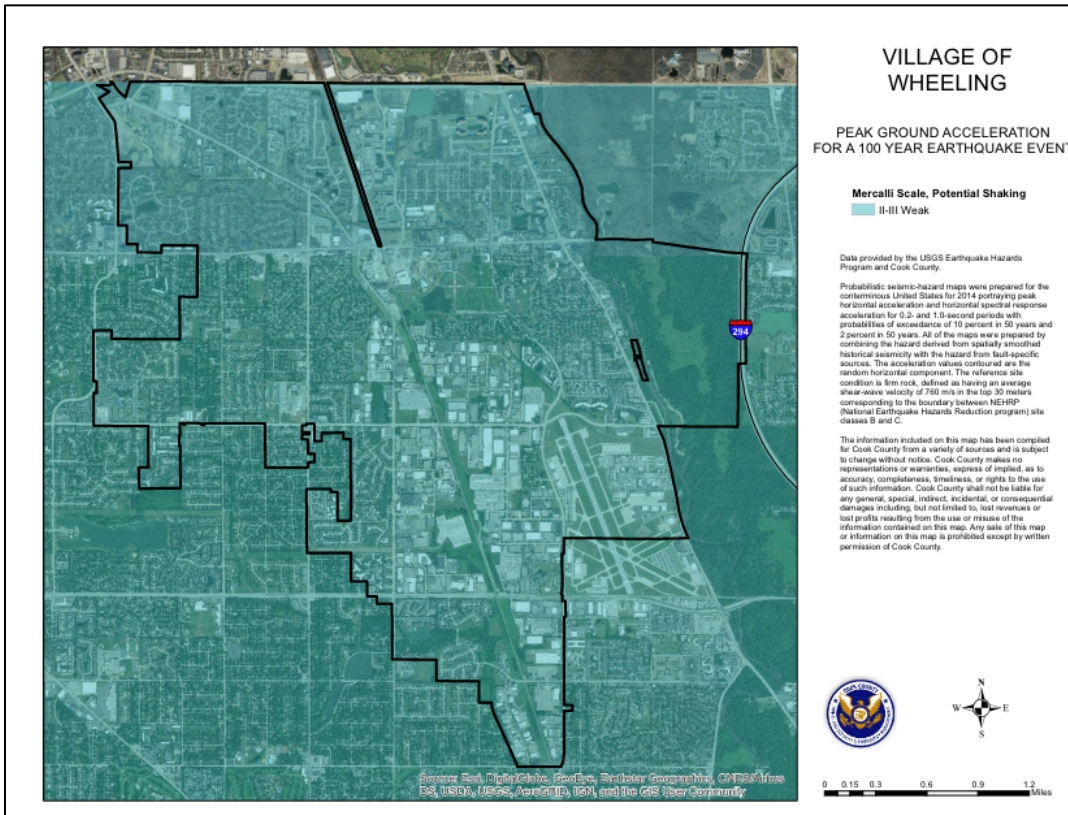 VILLAGE OF
WHEELING
PEAK GROUND ACCELERATION
FOR A 100 YEAR EARTHQUAKE EVENT
Mercalli Scale, Potential Shaking
II-III Weak
Data provided by the USGS Earthquake Hazards
Program and Cook County.
Probabilistic seismic-hazard maps were prepared for the
conterminous United States for 2014 portraying peak
horizontal acceleration and horizontal spectral response
acceleration for 0.2- and 1.0-second periods with
probabilities of exceedance of 10 percent in 50 years and
2 percent in 50 years. All of the maps were prepared by
combining the hazard derived from spatially smoothed
historical seismicity with the hazard from fault-specific
sources. The acceleration values contoured are the
random horizontal component. The reference site
condition is firm rock, defined as having an average
shear-wave velocity of 760 m/s in the top 30 meters
corresponding to the boundary between NEHRP
(National Earthquake Hazards Reduction program) site
classes B and C.
The information included on this map has been compiled
for Cook County from a variety of sources and is subject
to change without notice. Cook County makes no
representations or warranties, express of implied, as to
accuracy, completeness, timeliness, or rights to the use
of such information. Cook County shall not be liable for
any general, special, indirect, incidental, or consequential
damages including, but not limited to, lost revenues or
lost profits resulting from the use or misuse of the
information contained on this map. Any sale of this map
or information on this map is prohibited except by written
permission of Cook County.
294
COOK COUNTY
N
W E
S
0 0.15 0.3 0.6 0.9 1.2
Miles
Source: Esri, DigitalGlobe, GeoEye, Earthstar Geographics, CNES/Airbus
DS, USDA, USGS, AeroGRID, IGN, and the GIS User Community